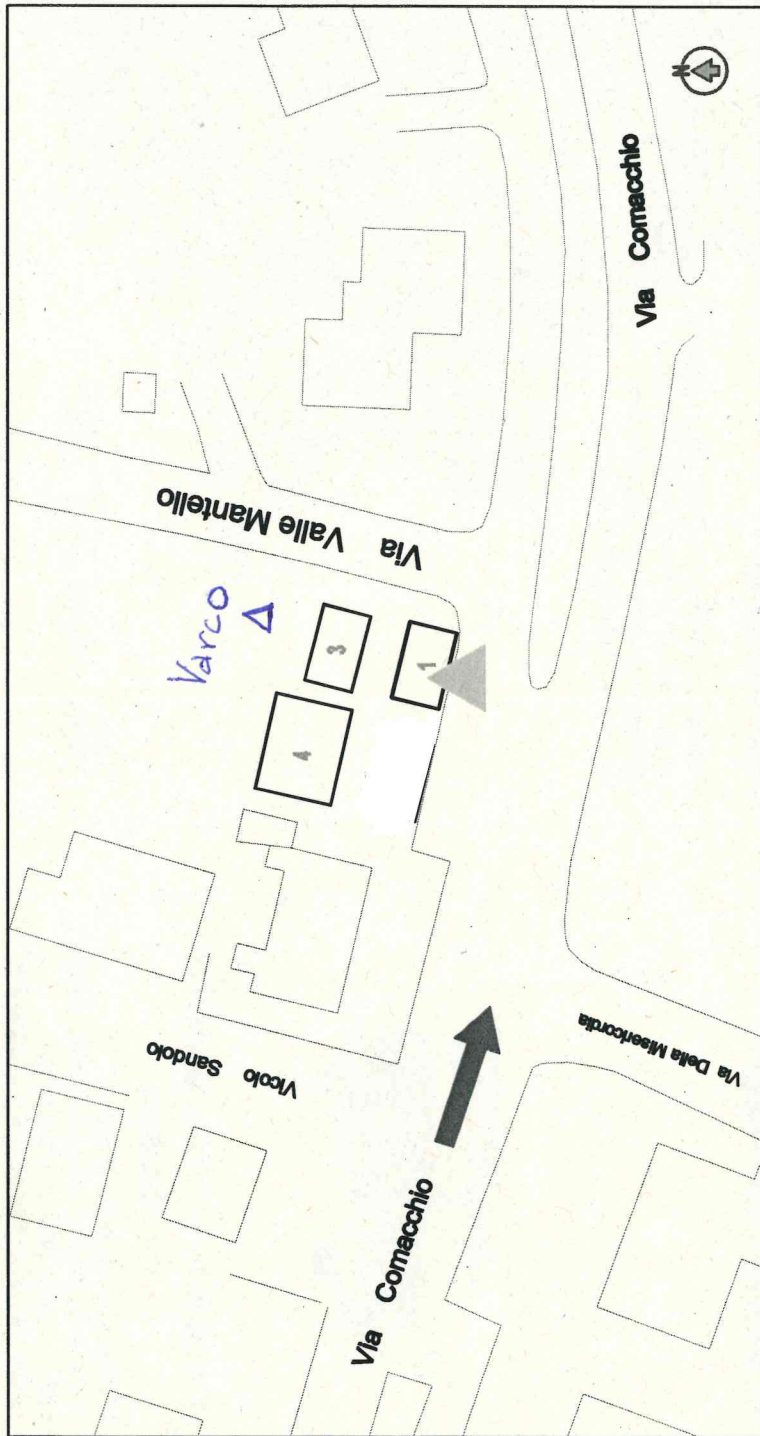 N
Via Comacchio
Via Valle Mantello
Varco
3
1
4
Vicolo Sandolo
Via Della Misericordia
Via Comacchio